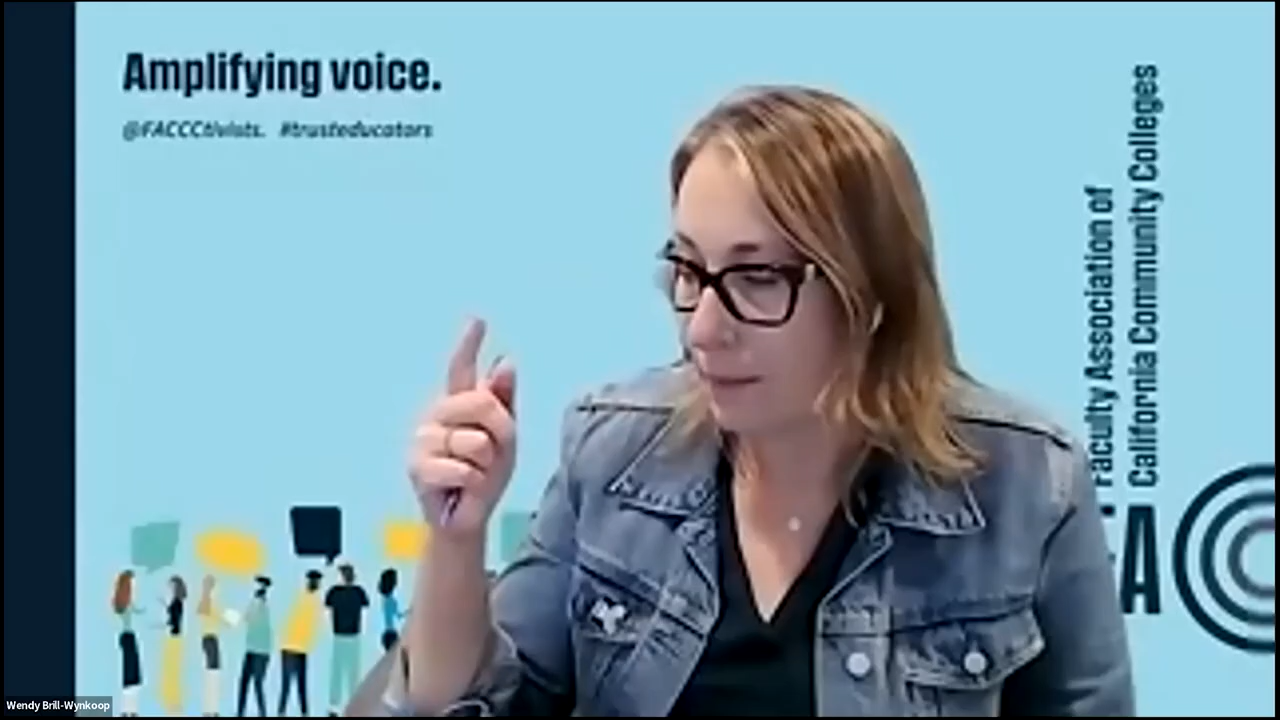 Amplifying voice.
@FACCCtivists. #trusteducators
Faculty Association of
California Community Colleges
Wendy Brill-Wynkoop